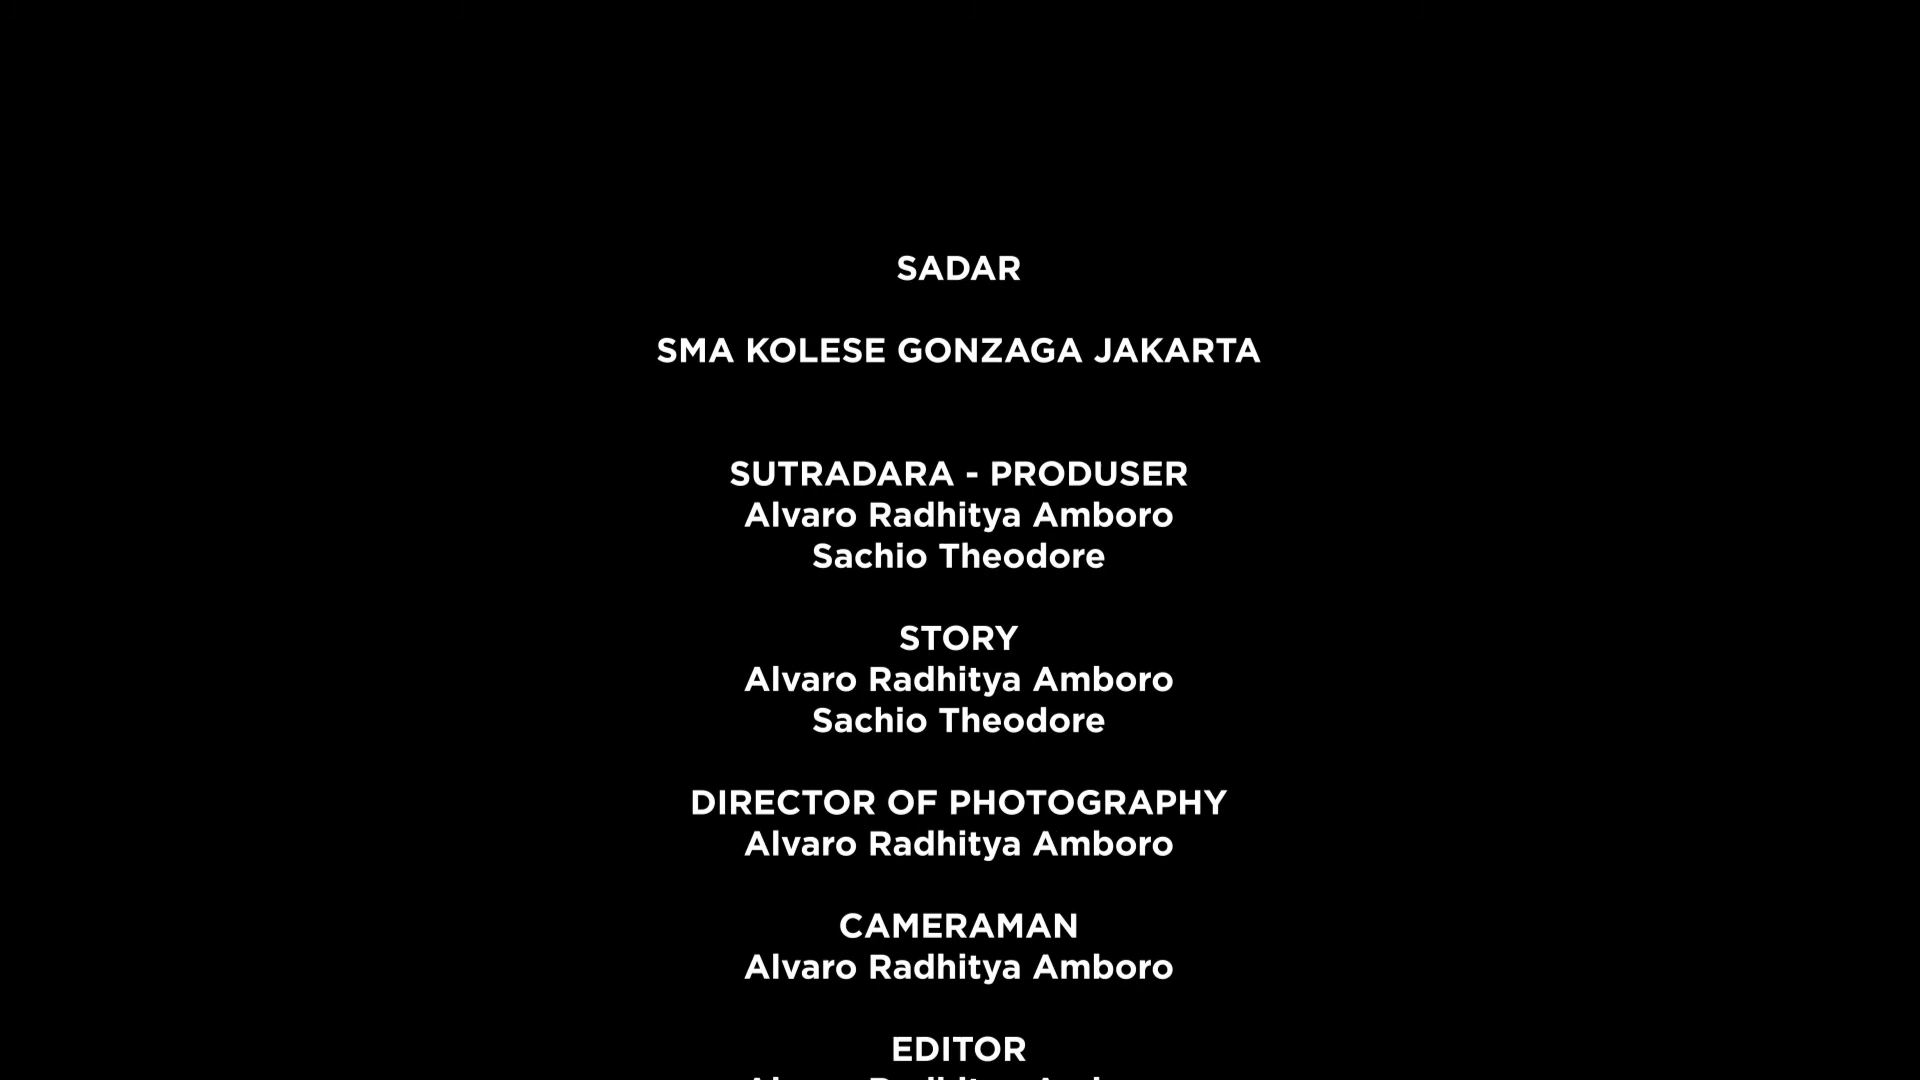 SADAR
SMA KOLESE GONZAGA JAKARTA
SUTRADARA - PRODUSER
Alvaro Radhitya Amboro
Sachio Theodore
STORY
Alvaro Radhitya Amboro
Sachio Theodore
DIRECTOR OF PHOTOGRAPHY
Alvaro Radhitya Amboro
CAMERAMAN
Alvaro Radhitya Amboro
EDITOR